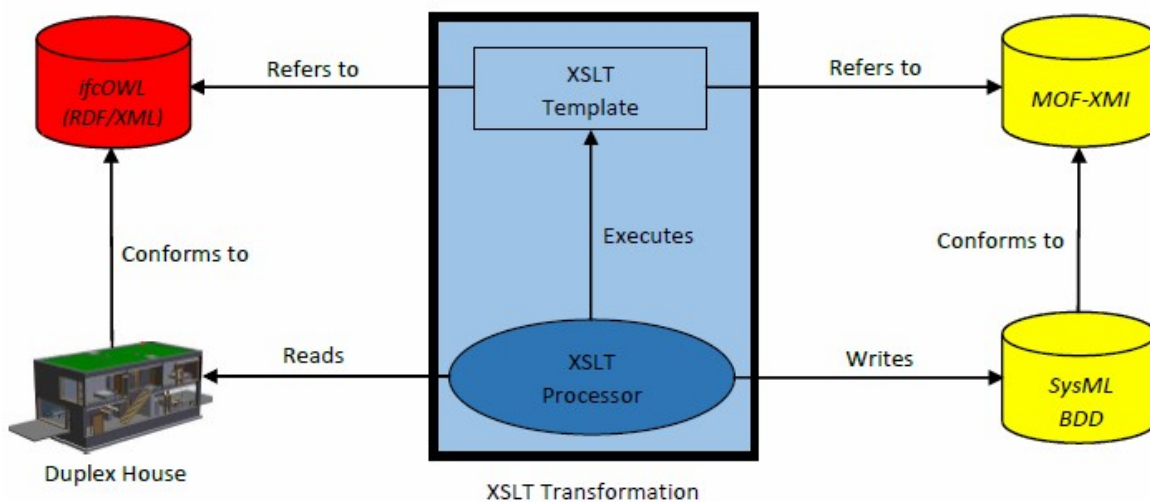 ifcOWL
(RDF/XML)
Refers to
XSLT
Template
Refers to
MOF-XMI
Conforms to
Executes
Conforms to
Reads
XSLT
Processor
Writes
SysML
BDD
Duplex House
XSLT Transformation